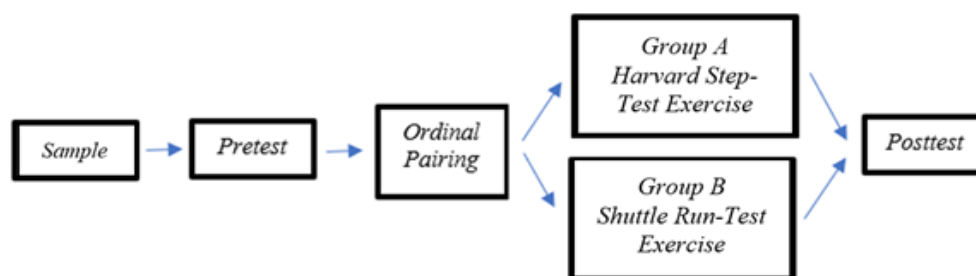 Sample
Pretest
Ordinal
Pairing
Group A
Harvard Step-
Test Exercise
Group B
Shuttle Run-Test
Exercise
Posttest